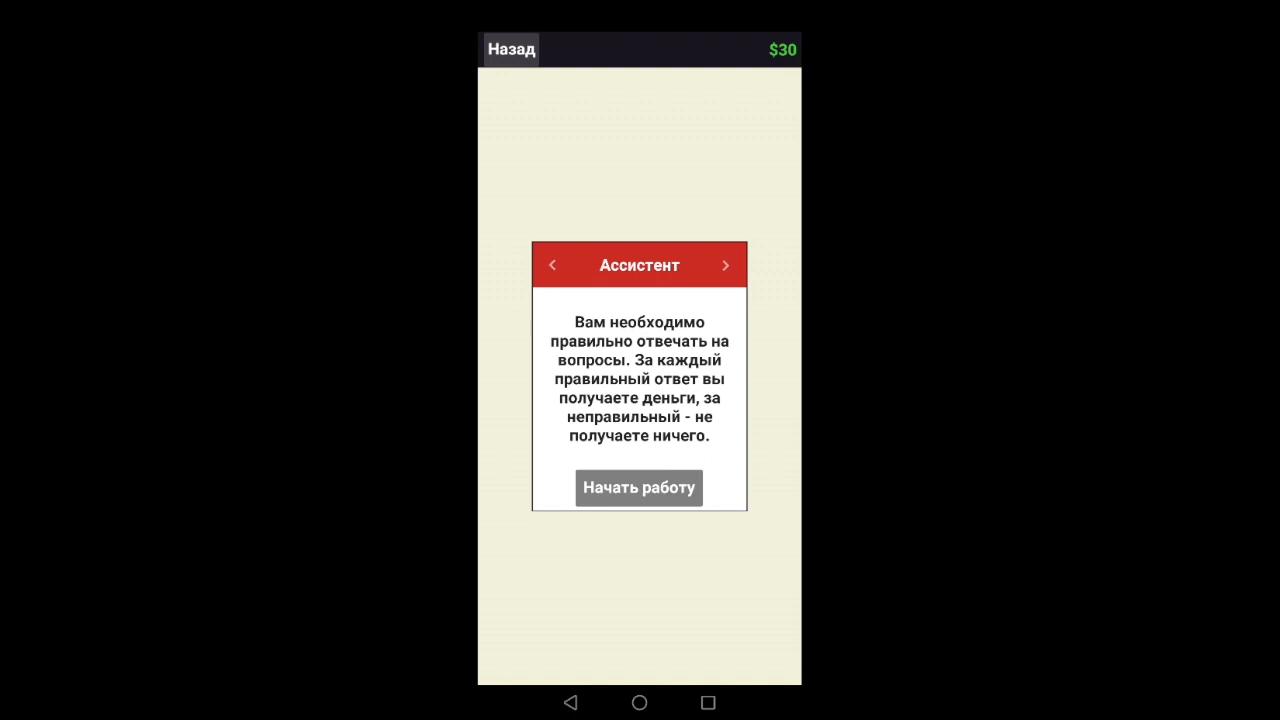 Назад
$30
Ассистент
Вам необходимо
правильно отвечать на
вопросы. За каждый
правильный ответ вы
получаете деньги, за
неправильный - не
получаете ничего.
Начать работу